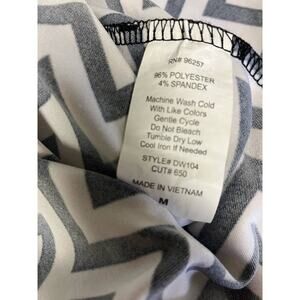 RN# 96257
96% POLYESTER
4% SPANDEX
Machine Wash Cold
With Like Colors
Gentle Cycle
Do Not Bleach
Tumble Dry Low
Cool Iron If Needed
STYLE# DW104
CUT# 650
MADE IN VIETNAM
M